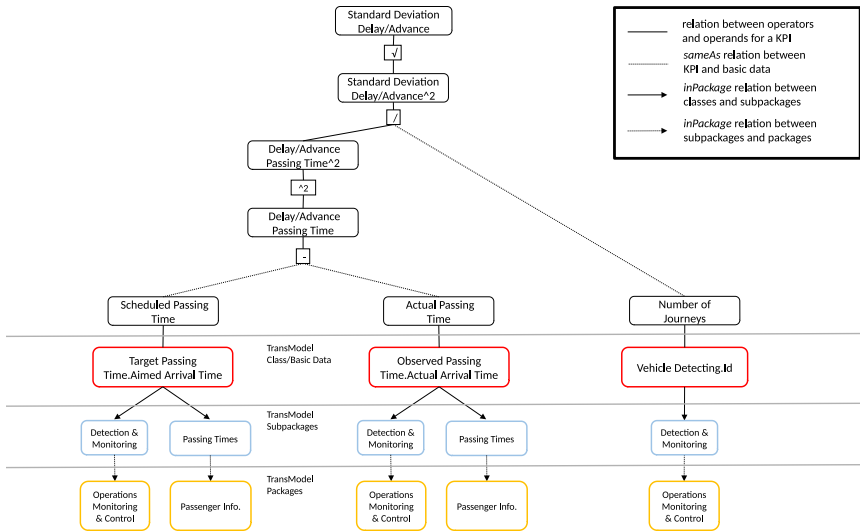 Standard Deviation
Delay/Advance
√
Standard Deviation
Delay/Advance^2
/
Delay/Advance
Passing Time^2
^2
Delay/Advance
Passing Time
-
relation between operators
and operands for a KPI
sameAs relation between
KPI and basic data
inPackage relation between
classes and subpackages
inPackage relation between
subpackages and packages
Scheduled Passing
Time
Actual Passing
Time
Number of
Journeys
TransModel
Class/Basic Data
Target Passing
Time.Aimed Arrival Time
Observed Passing
Time.Actual Arrival Time
Vehicle Detecting.Id
TransModel
Subpackages
Detection &
Monitoring
Passing Times
Detection &
Monitoring
Passing Times
Detection &
Monitoring
TransModel
Packages
Operations
Monitoring
& Control
Passenger Info.
Operations
Monitoring
& Control
Passenger Info.
Operations
Monitoring
& Control